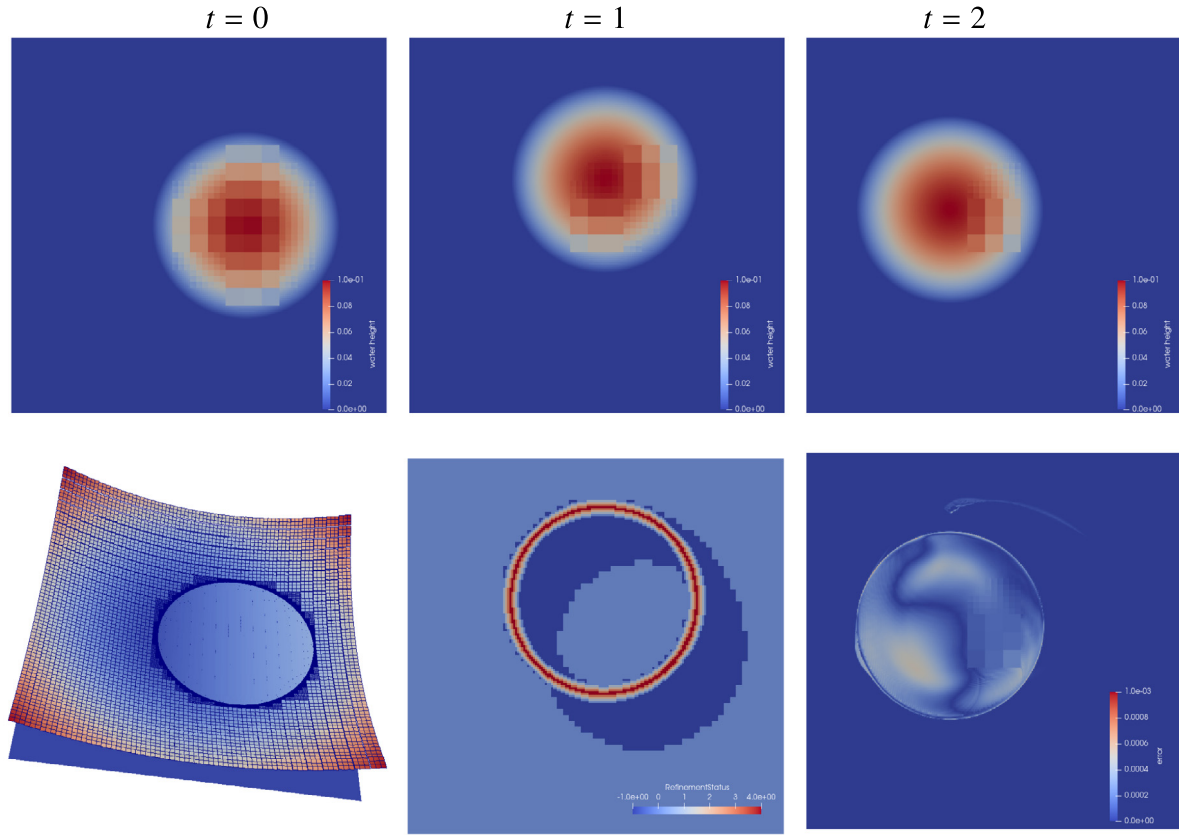 t = 0
t = 1
t = 2
1.0e-01
0.08
0.06
0.04
0.02
0.0e+00
water height
1.0e-01
0.08
0.06
0.04
0.02
0.0e+00
water height
1.0e-01
0.08
0.06
0.04
0.02
0.0e+00
water height
RefinementStatus
-1.0e+00 0 1 2 3 4.0e+00
1.0e-03
0.0008
0.0006
0.0004
0.0002
0.0e+00
error